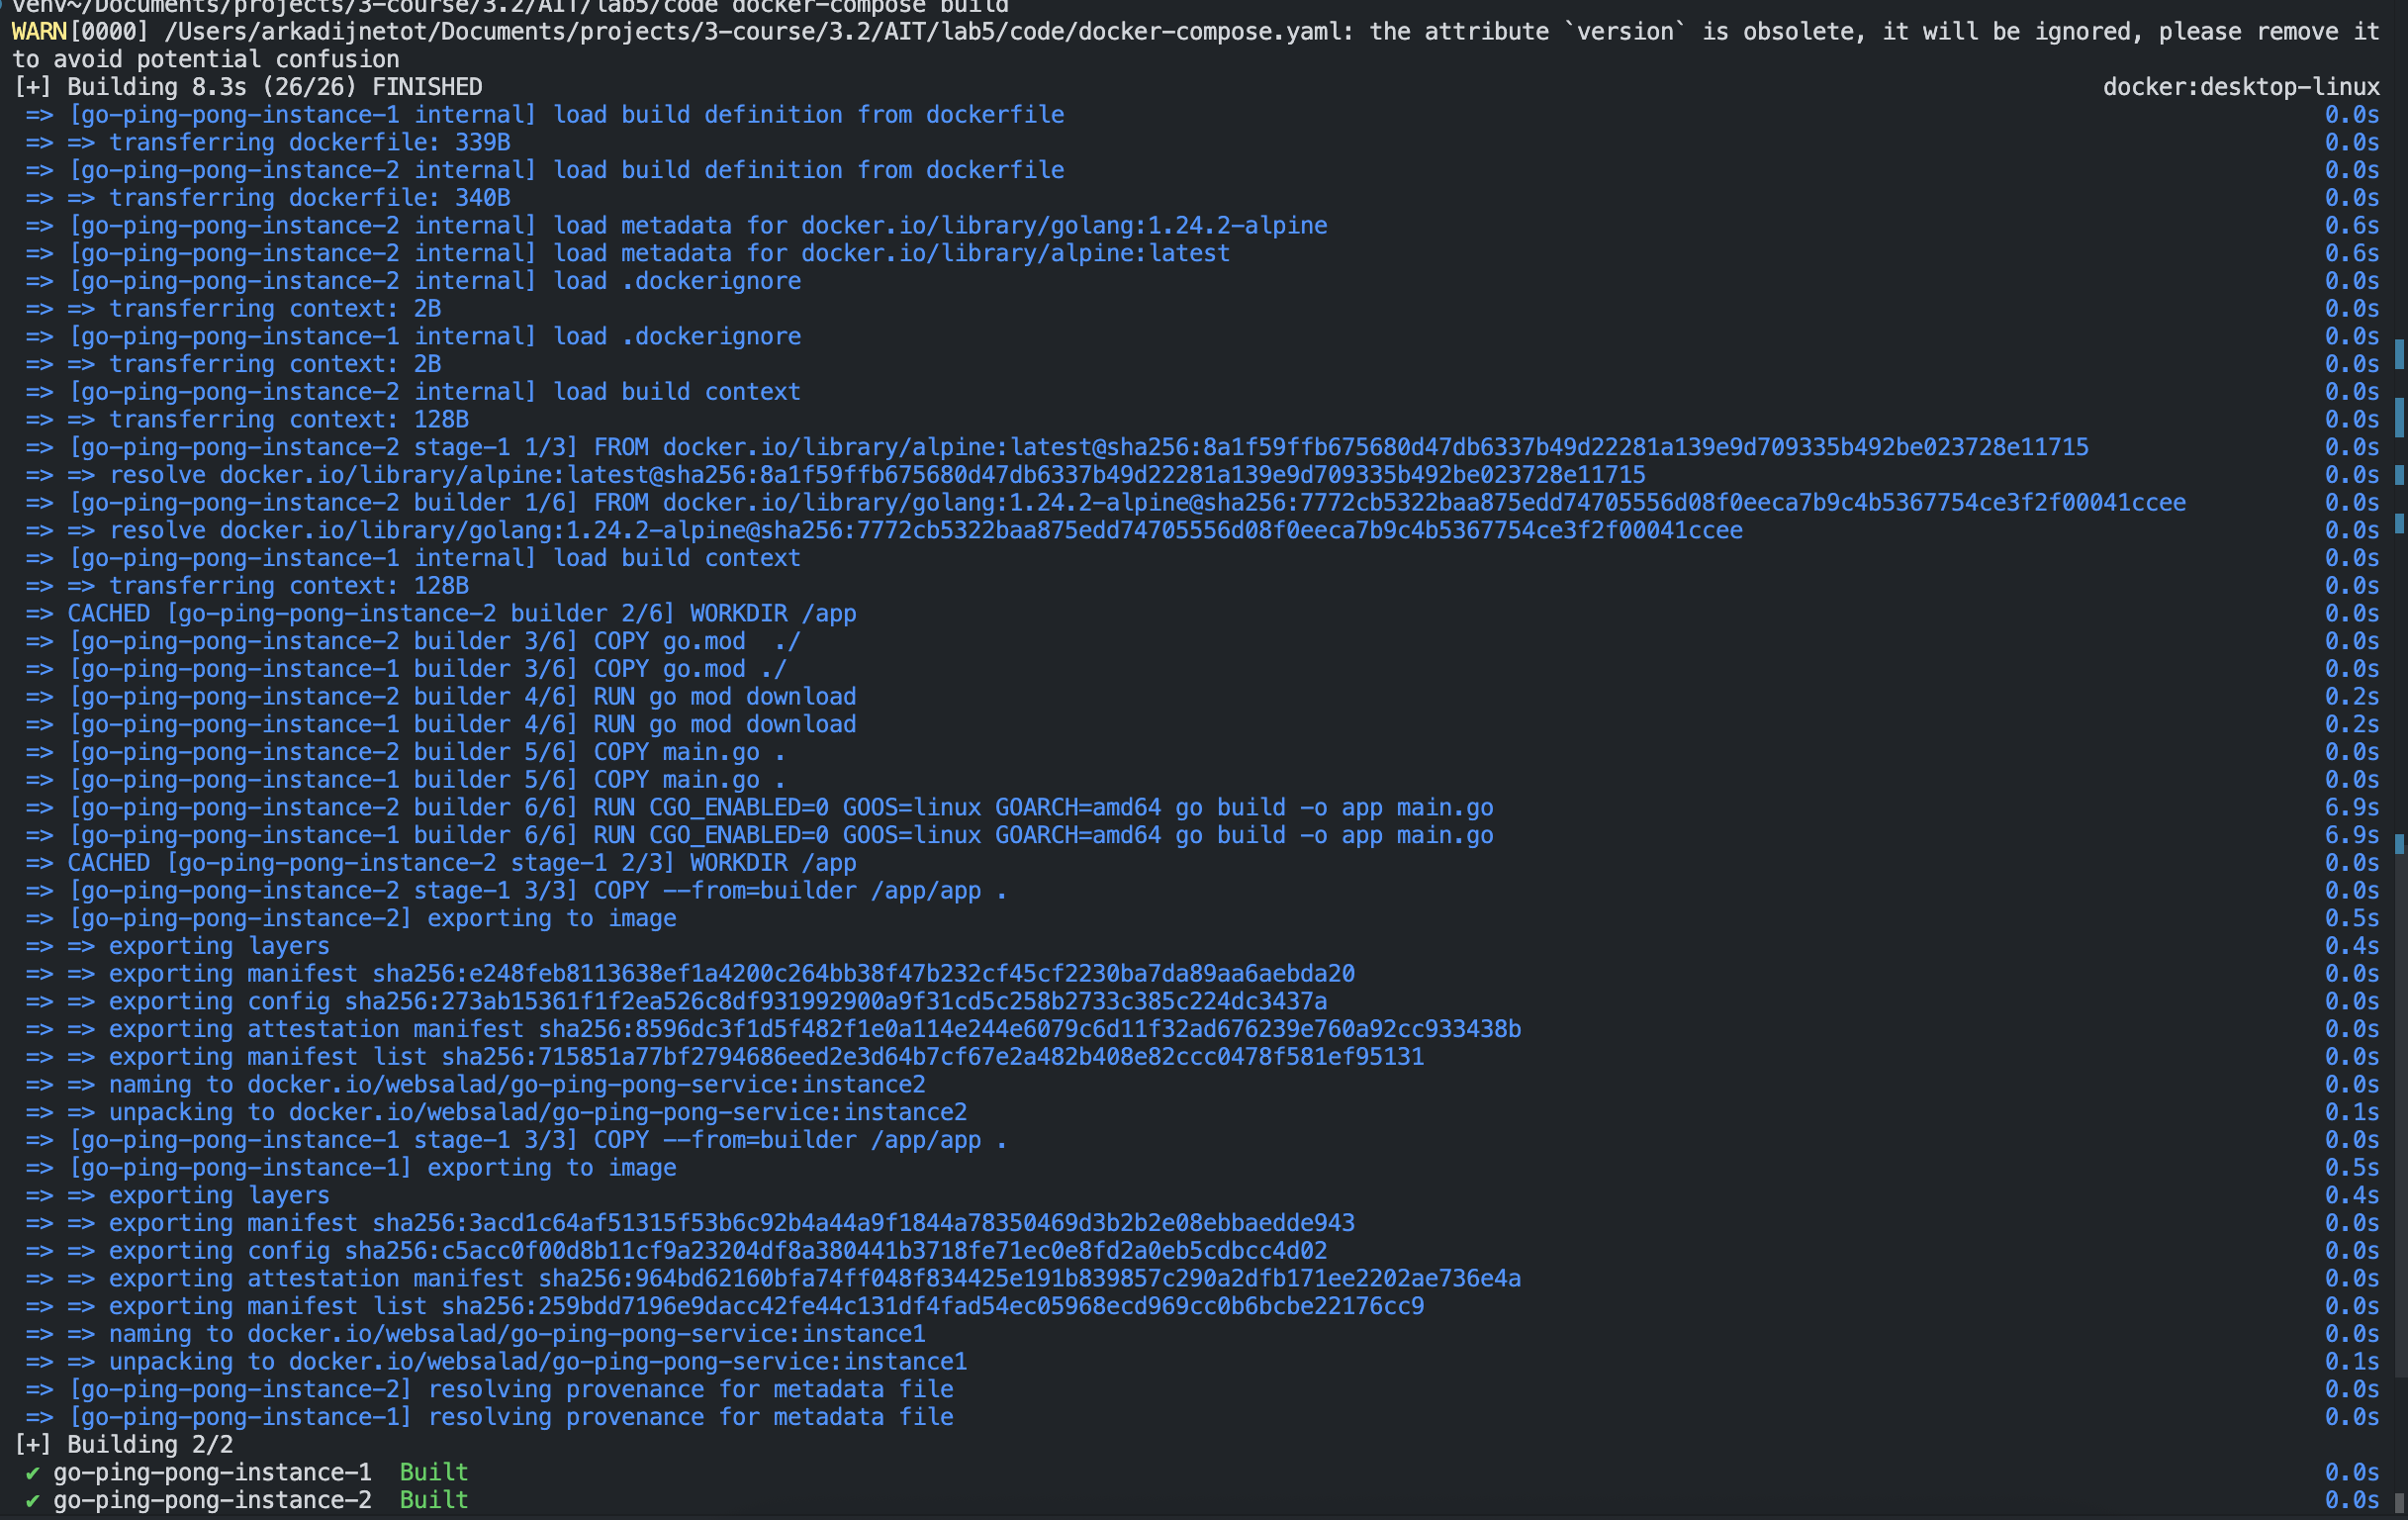 venv~/Documents/projects/3-course/3.2/AIT/lab5/code docker-compose build
WARN[0000] /Users/arkadijnetot/Documents/projects/3-course/3.2/AIT/lab5/code/docker-compose.yaml: the attribute `version` is obsolete, it will be ignored, please remove it
to avoid potential confusion
[+] Building 8.3s (26/26) FINISHED docker:desktop-linux
=> [go-ping-pong-instance-1 internal] load build definition from dockerfile 0.0s
=> => transferring dockerfile: 339B 0.0s
=> [go-ping-pong-instance-2 internal] load build definition from dockerfile 0.0s
=> => transferring dockerfile: 340B 0.0s
=> [go-ping-pong-instance-2 internal] load metadata for docker.io/library/golang:1.24.2-alpine 0.6s
=> [go-ping-pong-instance-2 internal] load metadata for docker.io/library/alpine:latest 0.6s
=> [go-ping-pong-instance-2 internal] load .dockerignore 0.0s
=> => transferring context: 2B 0.0s
=> [go-ping-pong-instance-1 internal] load .dockerignore 0.0s
=> => transferring context: 2B 0.0s
=> [go-ping-pong-instance-2 internal] load build context 0.0s
=> => transferring context: 128B 0.0s
=> [go-ping-pong-instance-2 stage-1 1/3] FROM docker.io/library/alpine:latest@sha256:8a1f59ffb675680d47db6337b49d22281a139e9d709335b492be023728e11715 0.0s
=> => resolve docker.io/library/alpine:latest@sha256:8a1f59ffb675680d47db6337b49d22281a139e9d709335b492be023728e11715 0.0s
=> [go-ping-pong-instance-2 builder 1/6] FROM docker.io/library/golang:1.24.2-alpine@sha256:7772cb5322baa875edd74705556d08f0eeca7b9c4b5367754ce3f2f00041ccee 0.0s
=> => resolve docker.io/library/golang:1.24.2-alpine@sha256:7772cb5322baa875edd74705556d08f0eeca7b9c4b5367754ce3f2f00041ccee 0.0s
=> [go-ping-pong-instance-1 internal] load build context 0.0s
=> => transferring context: 128B 0.0s
=> CACHED [go-ping-pong-instance-2 builder 2/6] WORKDIR /app 0.0s
=> [go-ping-pong-instance-2 builder 3/6] COPY go.mod  ./ 0.0s
=> [go-ping-pong-instance-1 builder 3/6] COPY go.mod ./ 0.0s
=> [go-ping-pong-instance-2 builder 4/6] RUN go mod download 0.2s
=> [go-ping-pong-instance-1 builder 4/6] RUN go mod download 0.2s
=> [go-ping-pong-instance-2 builder 5/6] COPY main.go . 0.0s
=> [go-ping-pong-instance-1 builder 5/6] COPY main.go . 0.0s
=> [go-ping-pong-instance-2 builder 6/6] RUN CGO_ENABLED=0 GOOS=linux GOARCH=amd64 go build -o app main.go 6.9s
=> [go-ping-pong-instance-1 builder 6/6] RUN CGO_ENABLED=0 GOOS=linux GOARCH=amd64 go build -o app main.go 6.9s
=> CACHED [go-ping-pong-instance-2 stage-1 2/3] WORKDIR /app 0.0s
=> [go-ping-pong-instance-2 stage-1 3/3] COPY --from=builder /app/app . 0.0s
=> [go-ping-pong-instance-2] exporting to image 0.5s
=> => exporting layers 0.4s
=> => exporting manifest sha256:e248feb8113638ef1a4200c264bb38f47b232cf45cf2230ba7da89aa6aebda20 0.0s
=> => exporting config sha256:273ab15361f1f2ea526c8df931992900a9f31cd5c258b2733c385c224dc3437a 0.0s
=> => exporting attestation manifest sha256:8596dc3f1d5f482f1e0a114e244e6079c6d11f32ad676239e760a92cc933438b 0.0s
=> => exporting manifest list sha256:715851a77bf2794686eed2e3d64b7cf67e2a482b408e82ccc0478f581ef95131 0.0s
=> => naming to docker.io/websalad/go-ping-pong-service:instance2 0.0s
=> => unpacking to docker.io/websalad/go-ping-pong-service:instance2 0.1s
=> [go-ping-pong-instance-1 stage-1 3/3] COPY --from=builder /app/app . 0.0s
=> [go-ping-pong-instance-1] exporting to image 0.5s
=> => exporting layers 0.4s
=> => exporting manifest sha256:3acd1c64af51315f53b6c92b4a44a9f1844a78350469d3b2b2e08ebbaedde943 0.0s
=> => exporting config sha256:c5acc0f00d8b11cf9a23204df8a380441b3718fe71ec0e8fd2a0eb5cdbcc4d02 0.0s
=> => exporting attestation manifest sha256:964bd62160bfa74ff048f834425e191b839857c290a2dfb171ee2202ae736e4a 0.0s
=> => exporting manifest list sha256:259bdd7196e9dacc42fe44c131df4fad54ec05968ecd969cc0b6bcbe22176cc9 0.0s
=> => naming to docker.io/websalad/go-ping-pong-service:instance1 0.0s
=> => unpacking to docker.io/websalad/go-ping-pong-service:instance1 0.1s
=> [go-ping-pong-instance-2] resolving provenance for metadata file 0.0s
=> [go-ping-pong-instance-1] resolving provenance for metadata file 0.0s
[+] Building 2/2
✔ go-ping-pong-instance-1  Built 0.0s
✔ go-ping-pong-instance-2  Built 0.0s